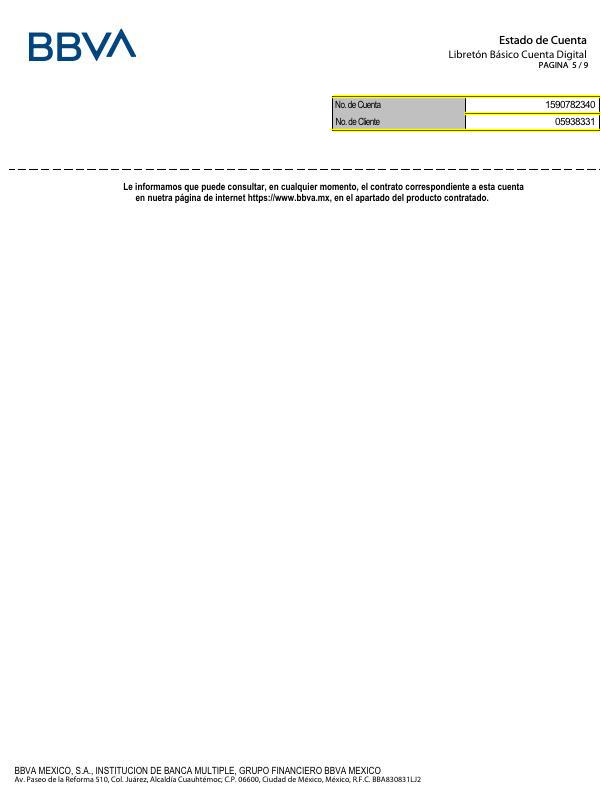 BBVA
Estado de Cuenta
Libretón Básico Cuenta Digital
PAGINA 5 / 9
No. de Cuenta 1590782340
No. de Cliente 05938331
Le informamos que puede consultar, en cualquier momento, el contrato correspondiente a esta cuenta
en nuetra página de internet https://www.bbva.mx, en el apartado del producto contratado.
BBVA MEXICO, S.A., INSTITUCION DE BANCA MULTIPLE, GRUPO FINANCIERO BBVA MEXICO
Av. Paseo de la Reforma 510, Col. Juárez, Alcaldía Cuauhtémoc; C.P. 06600, Ciudad de México, México, R.F.C. BBA830831LJ2